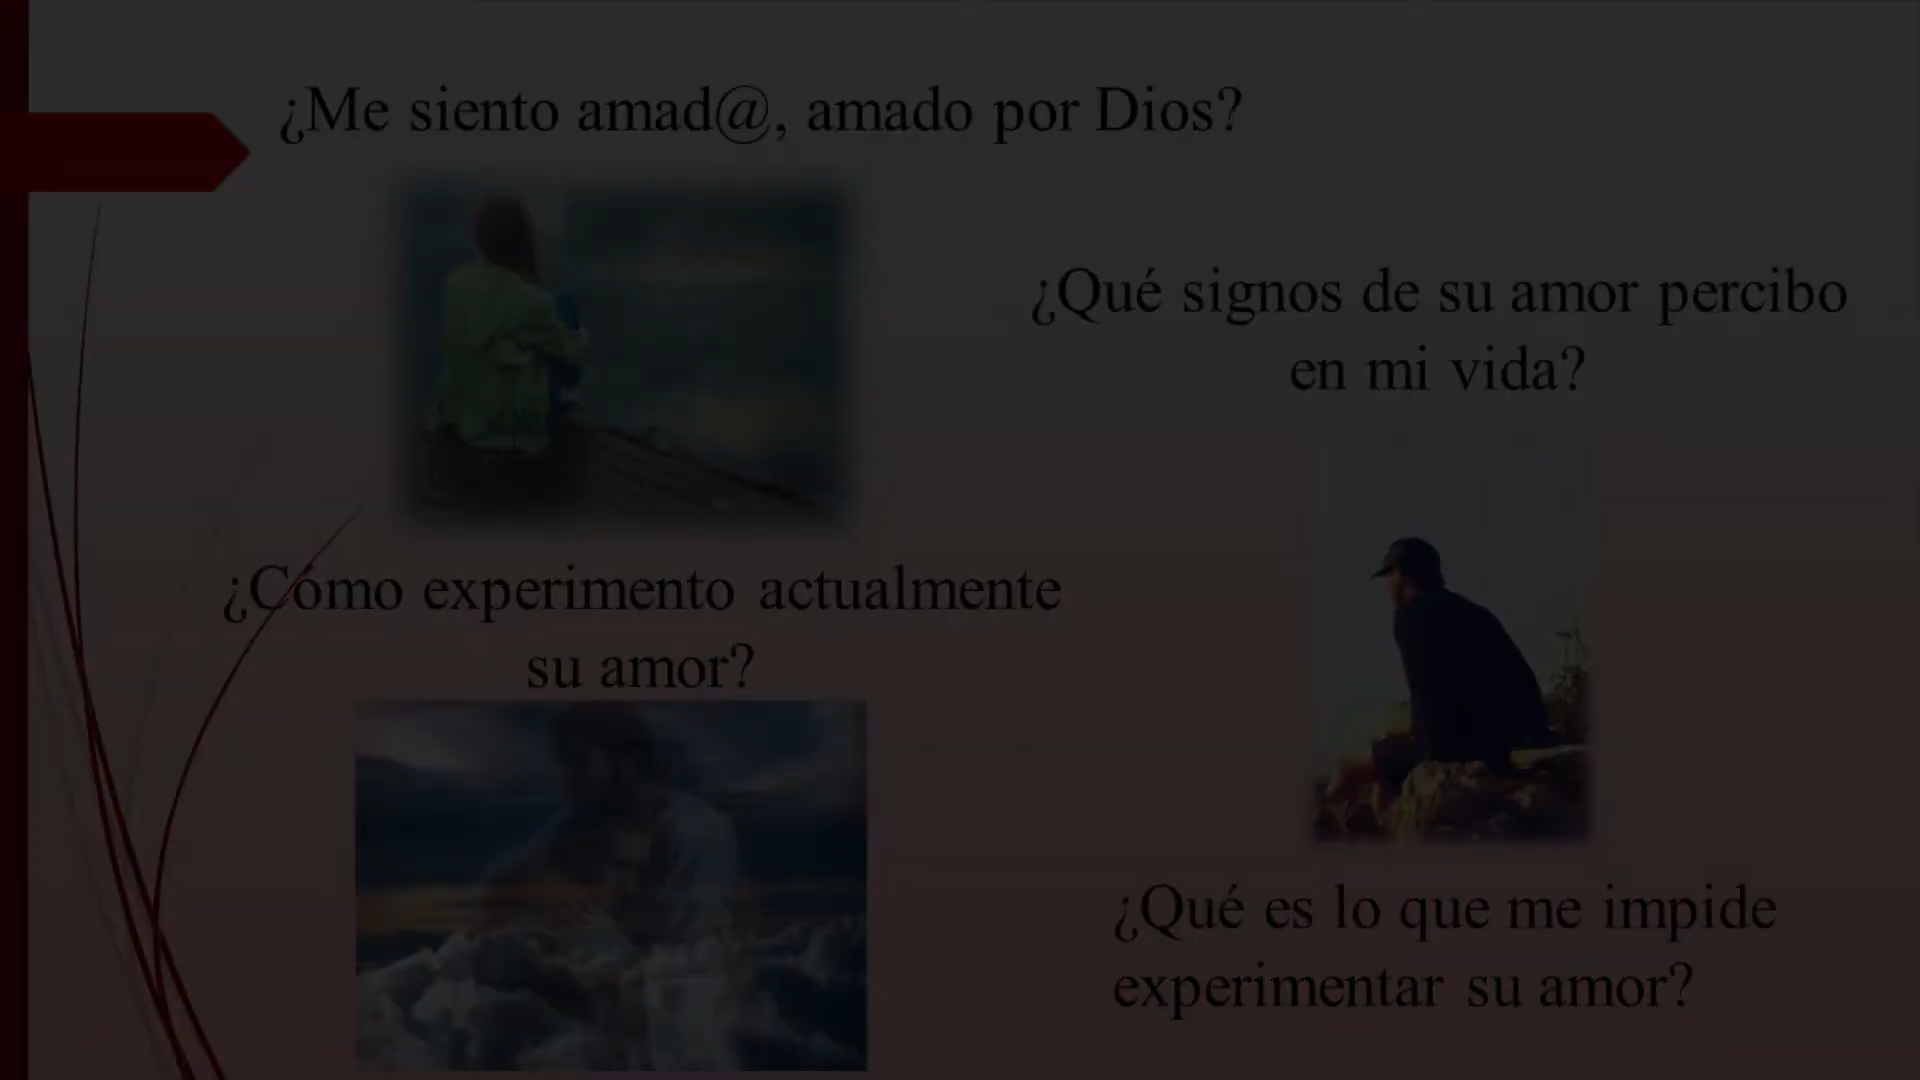 ¿Me siento amad@, amado por Dios?
¿Qué signos de su amor percibo
en mi vida?
¿Cómo experimento actualmente
su amor?
¿Qué es lo que me impide
experimentar su amor?